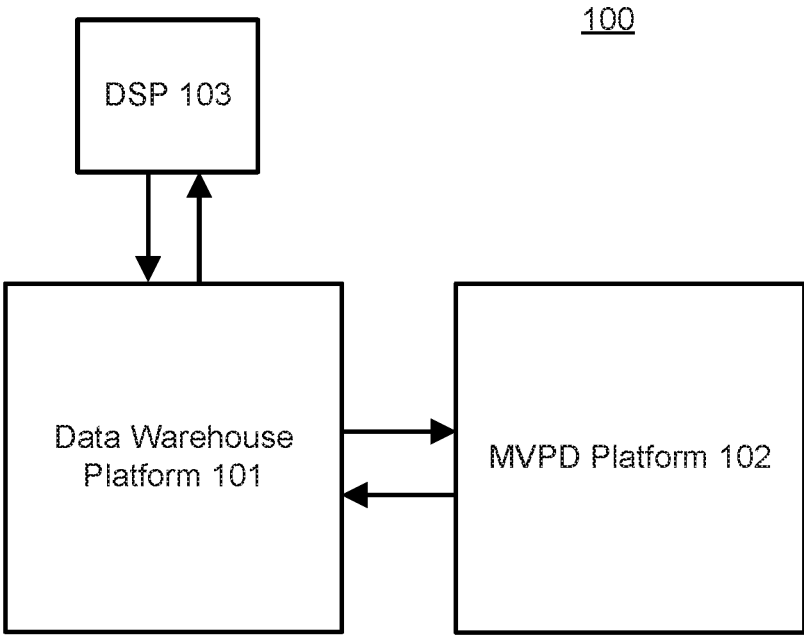 100
DSP 103
Data Warehouse
Platform 101
MVPD Platform 102